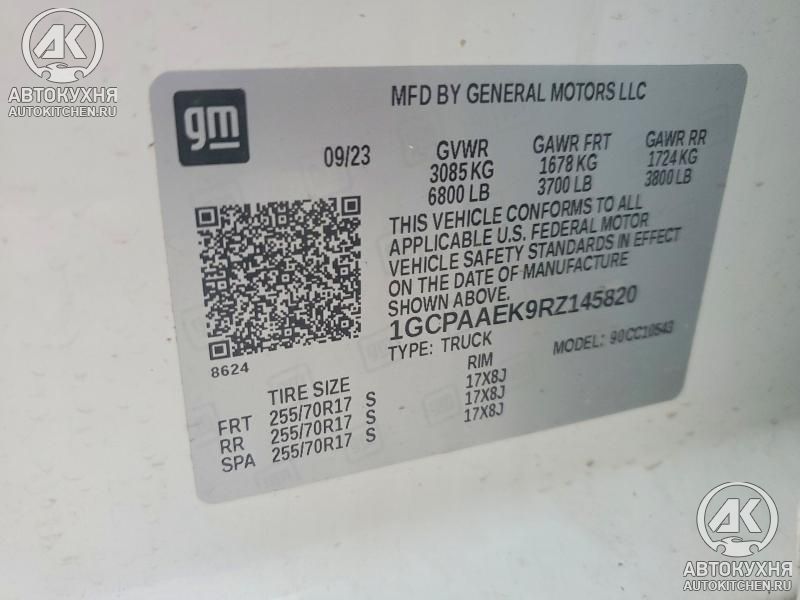 AK
АВТОКУХНЯ
AUTOKITCHEN.RU
gm
MFD BY GENERAL MOTORS LLC
09/23
GVWR GAWR FRT GAWR RR
3085 KG 1678 KG 1724 KG
6800 LB 3700 LB 3800 LB
THIS VEHICLE CONFORMS TO ALL
APPLICABLE U.S. FEDERAL MOTOR
VEHICLE SAFETY STANDARDS IN EFFECT
ON THE DATE OF MANUFACTURE
SHOWN ABOVE.
1GCPAAEK9RZ145820
TYPE: TRUCK MODEL: 90CC10543
8624
TIRE SIZE RIM
FRT 255/70R17 S 17X8J
RR 255/70R17 S 17X8J
SPA 255/70R17 S 17X8J
AK
АВТОКУХНЯ
AUTOKITCHEN.RU